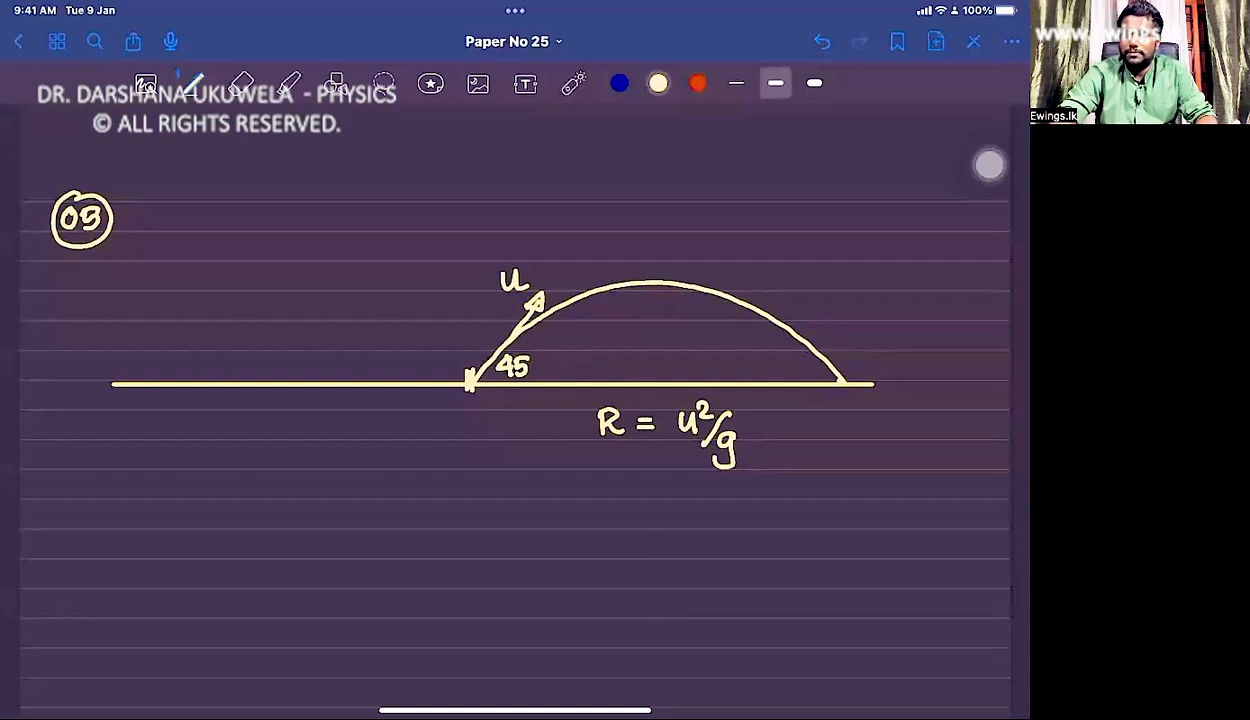 9:41 AM Tue 9 Jan
100%
Paper No 25
DR. DARSHANA UKUWELA - PHYSICS
© ALL RIGHTS RESERVED.
Ewings.lk
09
u
45
R = u²/g